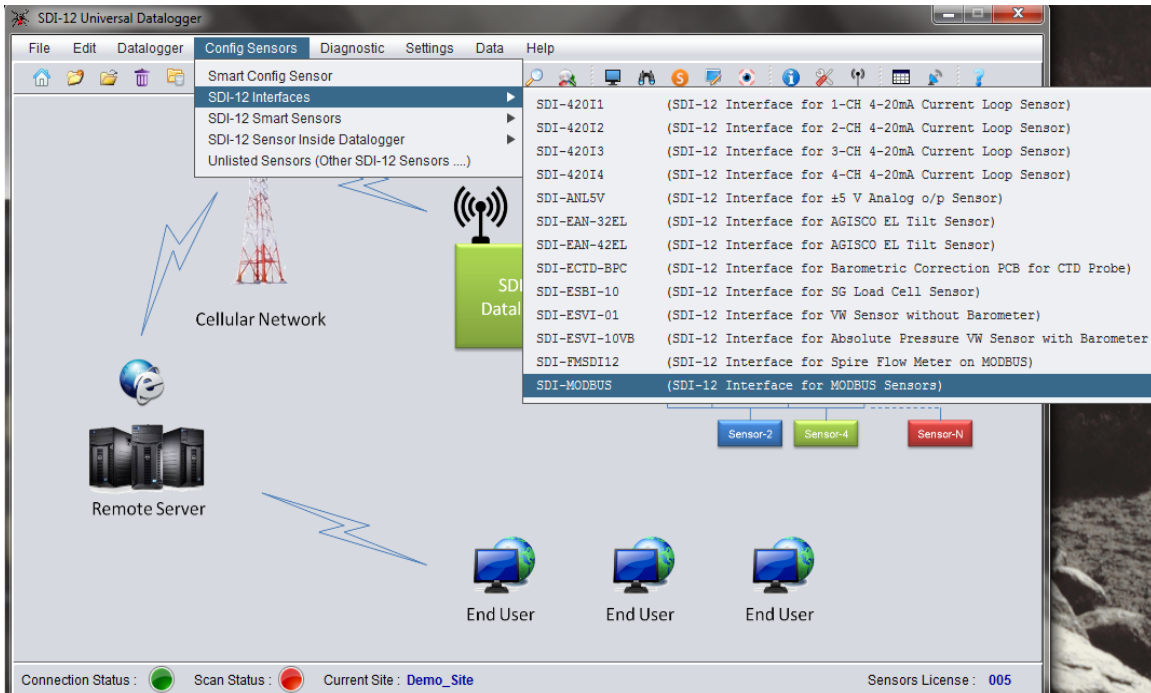 SDI-12 Universal Datalogger
File Edit Datalogger Config Sensors Diagnostic Settings Data Help
Smart Config Sensor
SDI-12 Interfaces
SDI-12 Smart Sensors
SDI-12 Sensor Inside Datalogger
Unlisted Sensors (Other SDI-12 Sensors ....)
SDI-420I1 (SDI-12 Interface for 1-CH 4-20mA Current Loop Sensor)
SDI-420I2 (SDI-12 Interface for 2-CH 4-20mA Current Loop Sensor)
SDI-420I3 (SDI-12 Interface for 3-CH 4-20mA Current Loop Sensor)
SDI-420I4 (SDI-12 Interface for 4-CH 4-20mA Current Loop Sensor)
SDI-ANL5V (SDI-12 Interface for ±5 V Analog o/p Sensor)
SDI-EAN-32EL (SDI-12 Interface for AGISCO EL Tilt Sensor)
SDI-EAN-42EL (SDI-12 Interface for AGISCO EL Tilt Sensor)
SDI-ECTD-BPC (SDI-12 Interface for Barometric Correction PCB for CTD Probe)
SDI-ESBI-10 (SDI-12 Interface for SG Load Cell Sensor)
SDI-ESVI-01 (SDI-12 Interface for VW Sensor without Barometer)
SDI-ESVI-10VB (SDI-12 Interface for Absolute Pressure VW Sensor with Barometer
SDI-FMSDI12 (SDI-12 Interface for Spire Flow Meter on MODBUS)
SDI-MODBUS (SDI-12 Interface for MODBUS Sensors)
SDI
Datal
Cellular Network
Sensor-2 Sensor-4 Sensor-N
Remote Server
End User End User End User
Connection Status : Scan Status : Current Site : Demo_Site Sensors License : 005